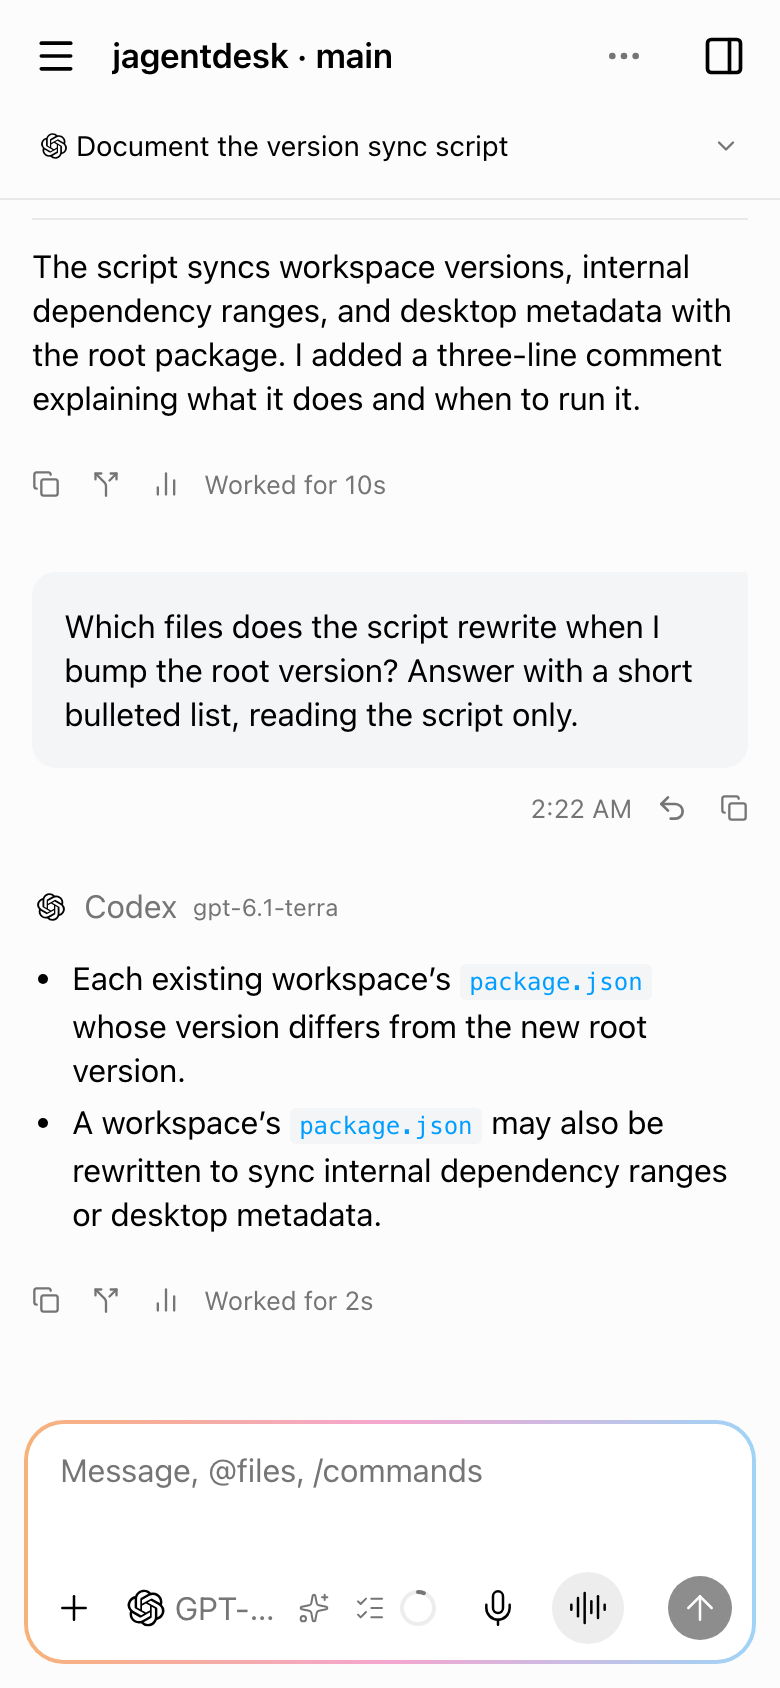 jagentdesk · main
Document the version sync script
The script syncs workspace versions, internal
dependency ranges, and desktop metadata with
the root package. I added a three-line comment
explaining what it does and when to run it.
Worked for 10s
Which files does the script rewrite when I
bump the root version? Answer with a short
bulleted list, reading the script only.
2:22 AM
Codex gpt-6.1-terra
• Each existing workspace’s package.json
whose version differs from the new root
version.
• A workspace’s package.json may also be
rewritten to sync internal dependency ranges
or desktop metadata.
Worked for 2s
Message, @files, /commands
GPT-...